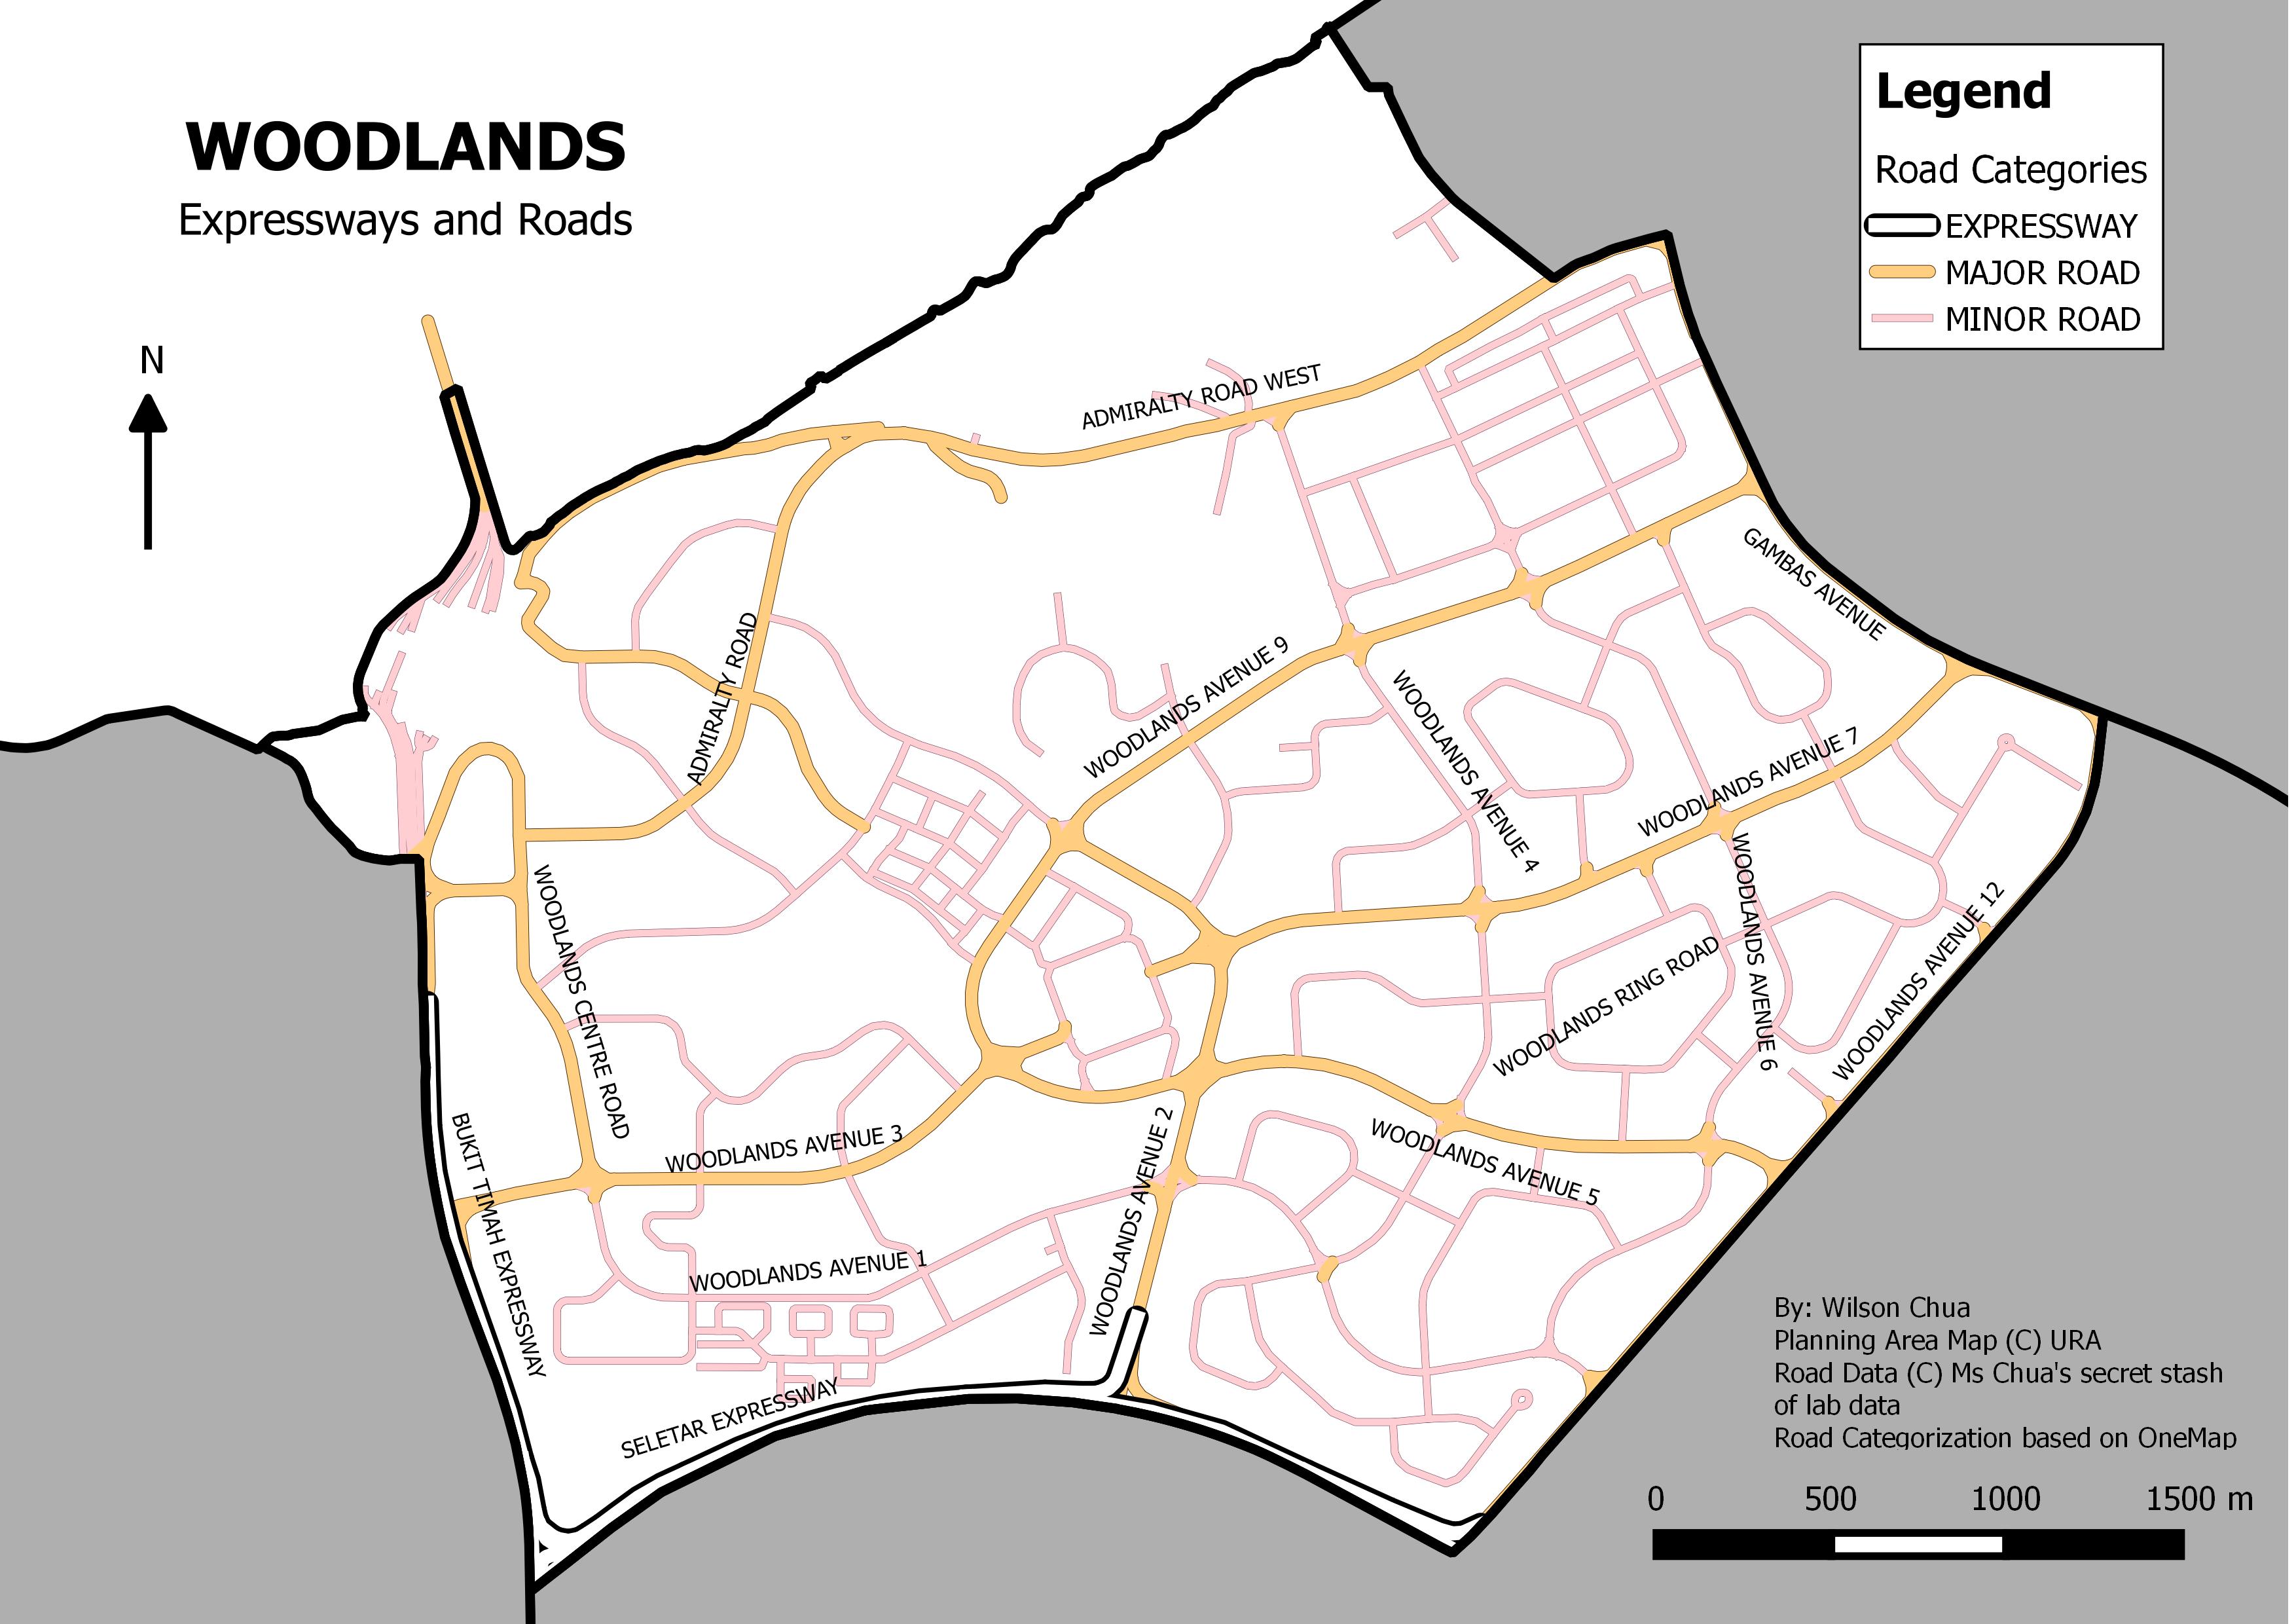 WOODLANDS
Expressways and Roads
N
Legend
Road Categories
EXPRESSWAY
MAJOR ROAD
MINOR ROAD
ADMIRALTY ROAD WEST
GAMBAS AVENUE
ADMIRALTY ROAD
WOODLANDS AVENUE 9
WOODLANDS AVENUE 4
WOODLANDS AVENUE 7
WOODLANDS CENTRE ROAD
WOODLANDS AVENUE 6
WOODLANDS RING ROAD
WOODLANDS AVENUE 12
BUKIT TIMAH EXPRESSWAY
WOODLANDS AVENUE 3
WOODLANDS AVENUE 2
WOODLANDS AVENUE 5
WOODLANDS AVENUE 1
SELETAR EXPRESSWAY
By: Wilson Chua
Planning Area Map (C) URA
Road Data (C) Ms Chua's secret stash
of lab data
Road Categorization based on OneMap
0 500 1000 1500 m